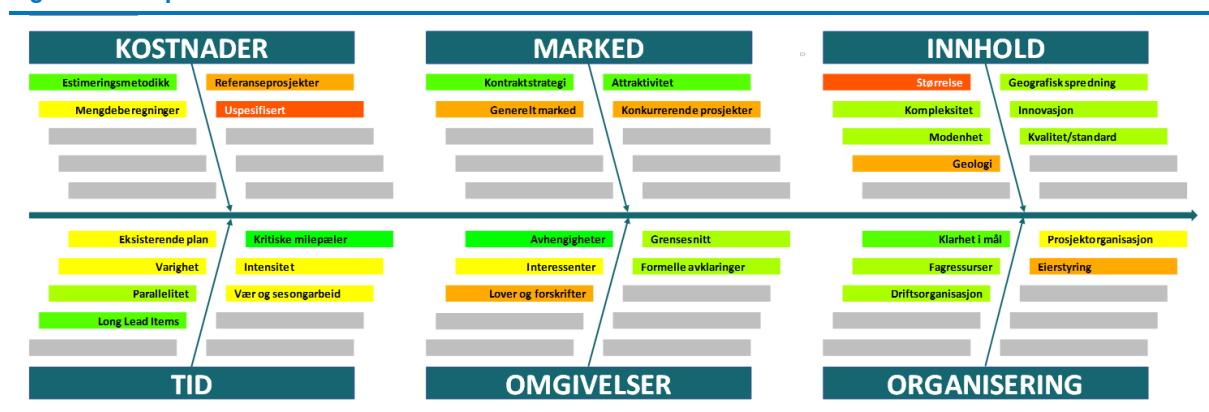 KOSTNADER
Estimeringsmetodikk
Referanseprosjekter
Mengdeberegninger
Uspesifisert
MARKED
Kontraktstrategi
Attraktivitet
Generelt marked
Konkurrerende prosjekter
INNHOLD
Størrelse
Geografisk spredning
Kompleksitet
Innovasjon
Modenhet
Kvalitet/standard
Geologi
Eksisterende plan
Kritiske milepæler
Varighet
Intensitet
Parallelitet
Vær og sesongarbeid
Long Lead Items
TID
Avhengigheter
Grensesnitt
Interessenter
Formelle avklaringer
Lover og forskrifter
OMGIVELSER
Klarhet i mål
Prosjektorganisasjon
Fagressurser
Eierstyring
Driftsorganisasjon
ORGANISERING